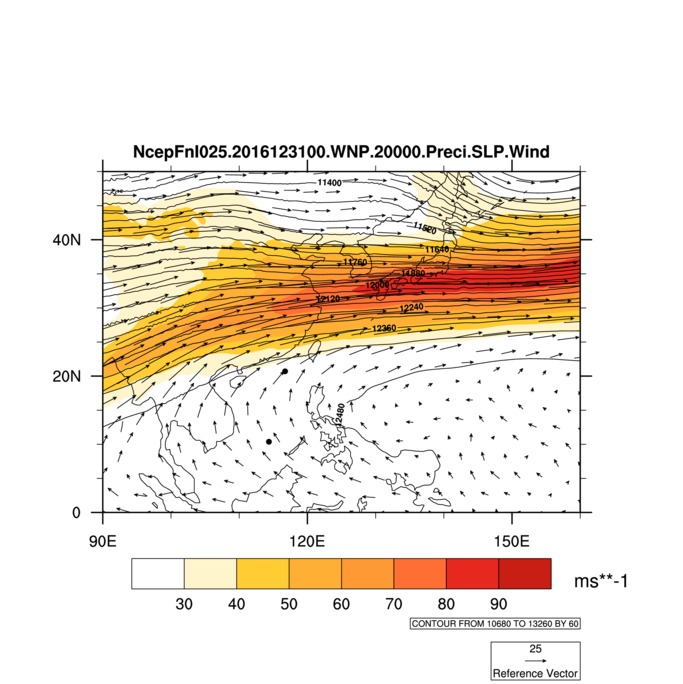 NcepFnl025.2016123100.WNP.20000.Preci.SLP.Wind
11400
11520
40N
11640
11760
11880
12000
12120
12240
12360
20N
12480
0
90E 120E 150E
ms**-1
30 40 50 60 70 80 90
CONTOUR FROM 10680 TO 13260 BY 60
25
Reference Vector